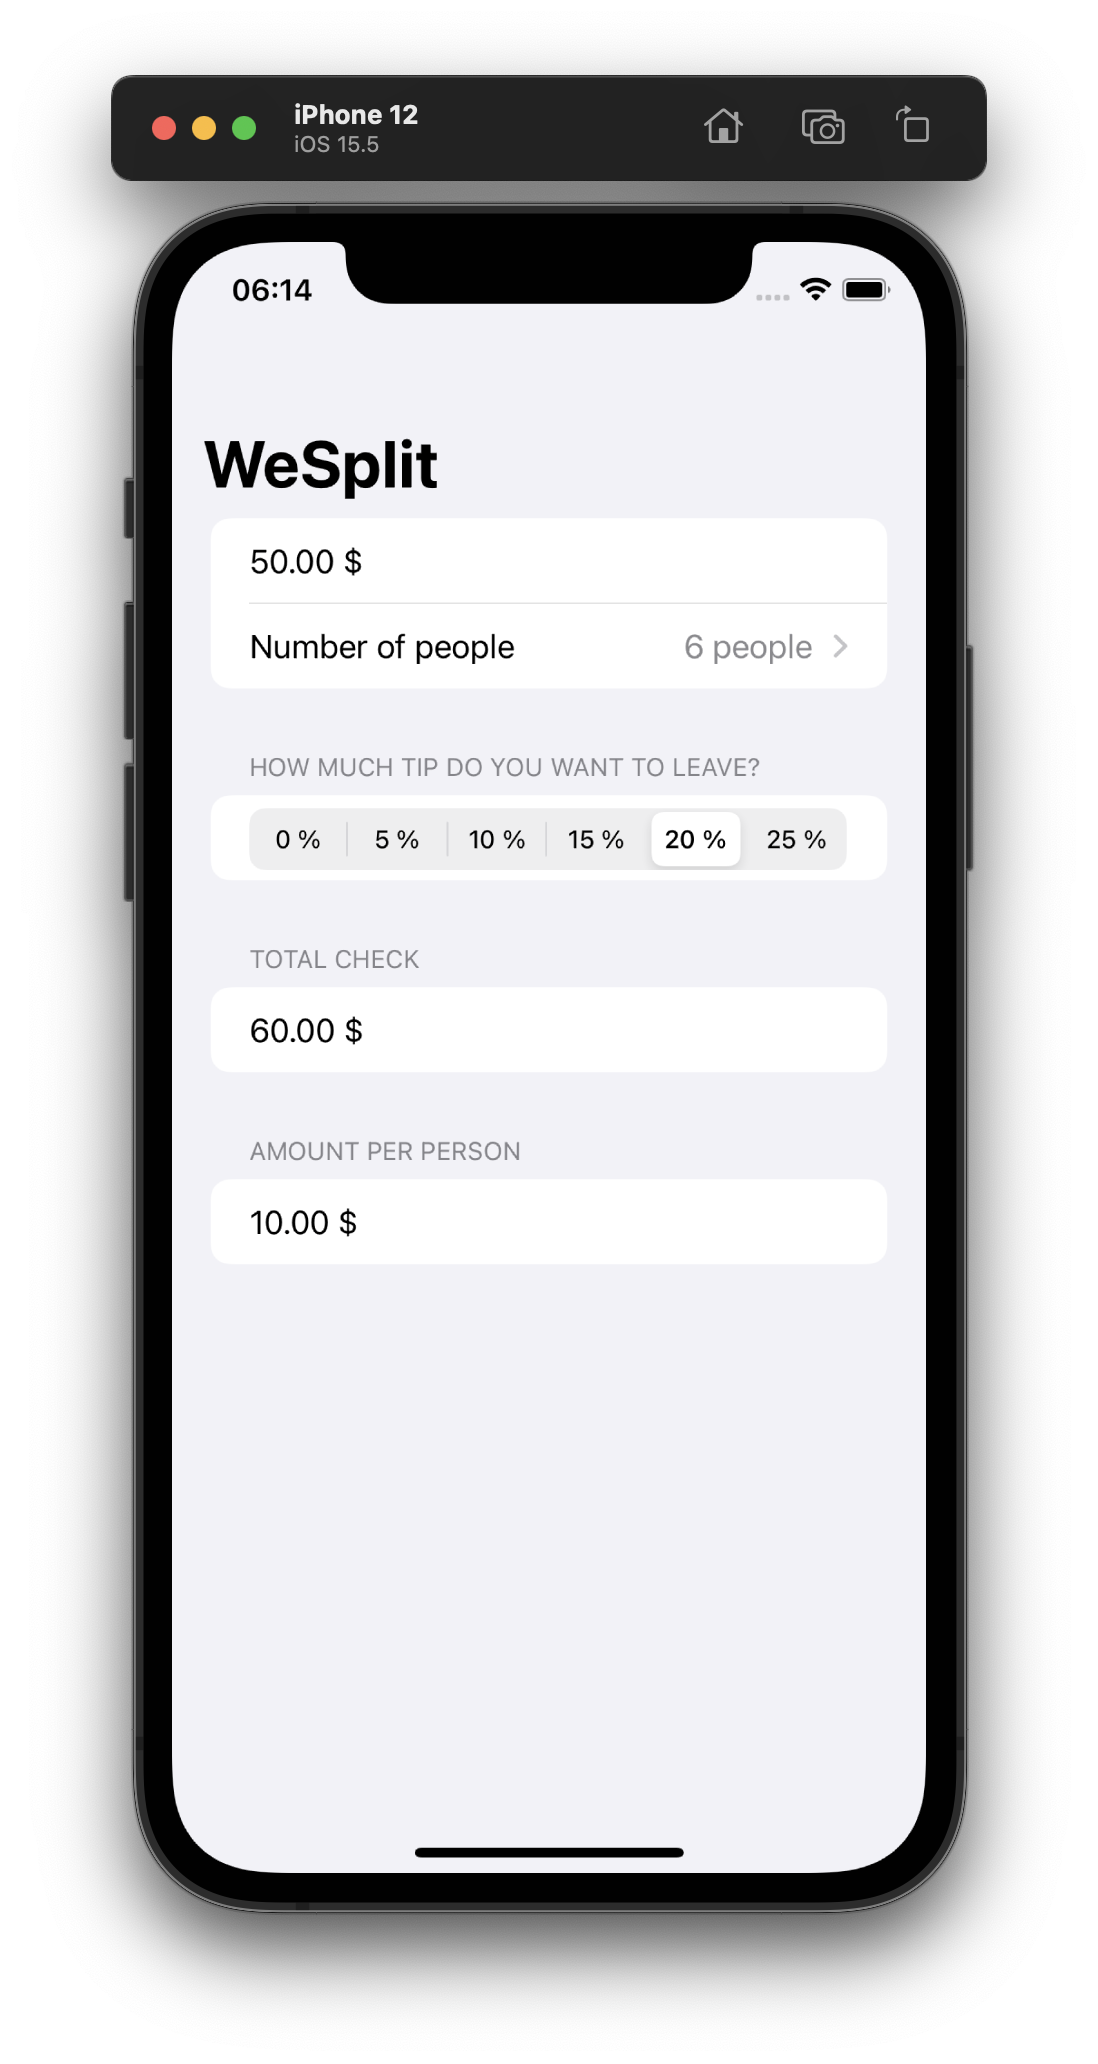 iPhone 12
iOS 15.5
06:14
WeSplit
50.00 $
Number of people 6 people
HOW MUCH TIP DO YOU WANT TO LEAVE?
0 % 5 % 10 % 15 % 20 % 25 %
TOTAL CHECK
60.00 $
AMOUNT PER PERSON
10.00 $